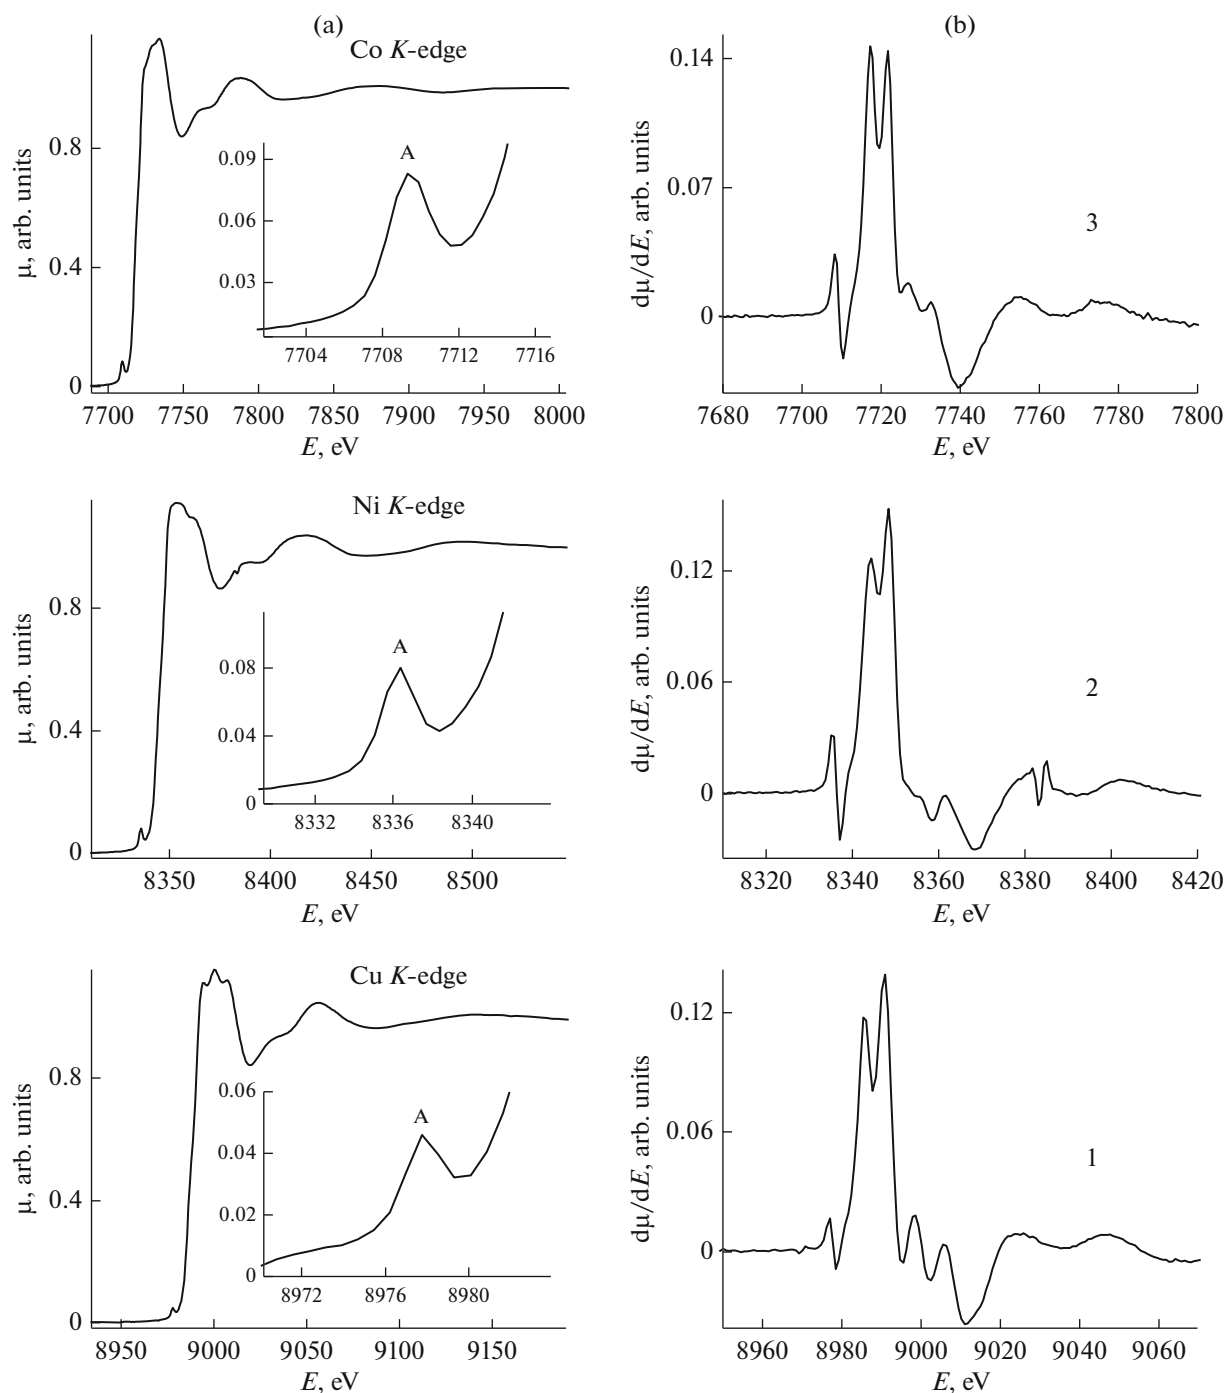 (a)
(b)
Co K-edge
μ, arb. units
0.8
0.4
0
0.09
0.06
0.03
A
7704 7708 7712 7716
7700 7750 7800 7850 7900 7950 8000
E, eV
dμ/dE, arb. units
0.14
0.07
0
3
7680 7700 7720 7740 7760 7780 7800
E, eV
Ni K-edge
μ, arb. units
0.8
0.4
0
0.08
0.04
0
A
8332 8336 8340
8350 8400 8450 8500
E, eV
dμ/dE, arb. units
0.12
0.06
0
2
8320 8340 8360 8380 8400 8420
E, eV
Cu K-edge
μ, arb. units
0.8
0.4
0
0.06
0.04
0.02
0
A
8972 8976 8980
8950 9000 9050 9100 9150
E, eV
dμ/dE, arb. units
0.12
0.06
0
1
8960 8980 9000 9020 9040 9060
E, eV